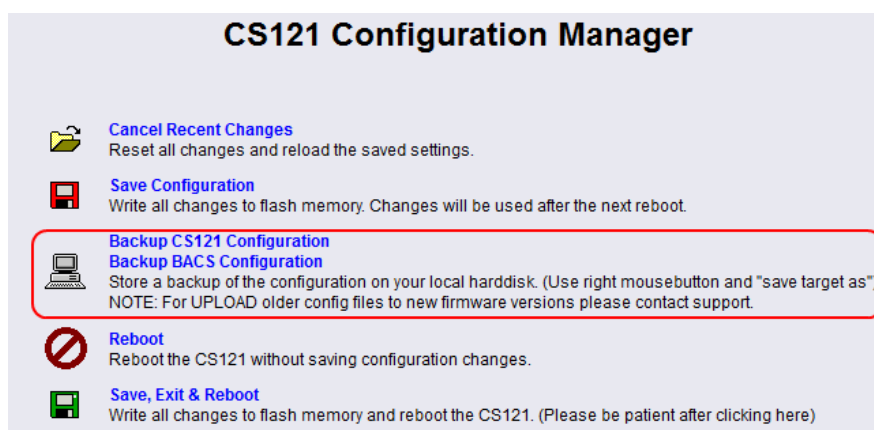 CS121 Configuration Manager
Cancel Recent Changes
Reset all changes and reload the saved settings.
Save Configuration
Write all changes to flash memory. Changes will be used after the next reboot.
Backup CS121 Configuration
Backup BACS Configuration
Store a backup of the configuration on your local harddisk. (Use right mousebutton and "save target as")
NOTE: For UPLOAD older config files to new firmware versions please contact support.
Reboot
Reboot the CS121 without saving configuration changes.
Save, Exit & Reboot
Write all changes to flash memory and reboot the CS121. (Please be patient after clicking here)